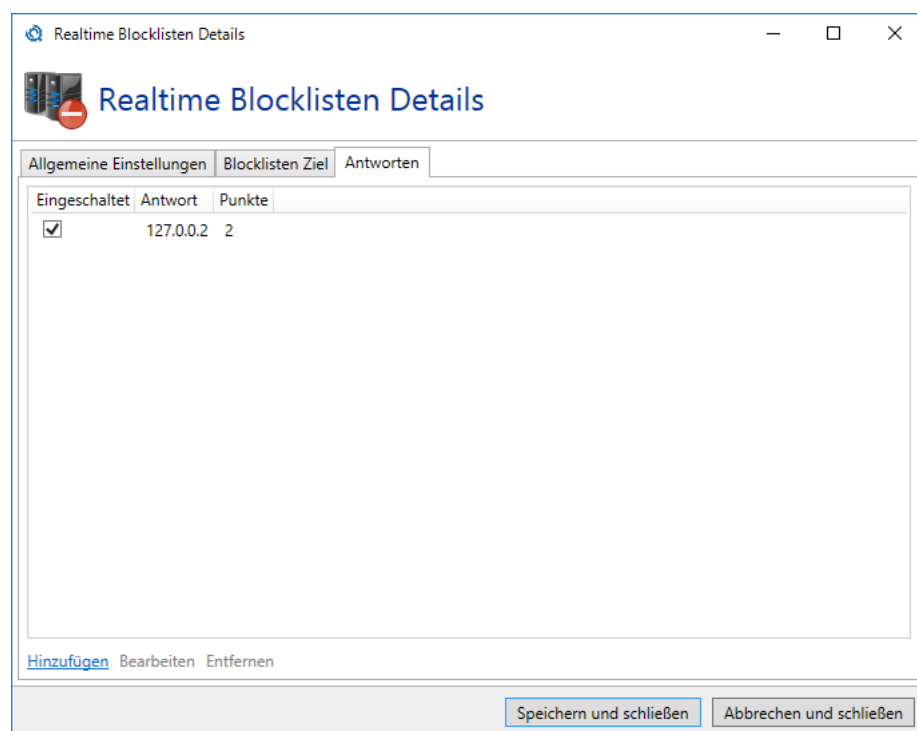 Realtime Blocklisten Details
Realtime Blocklisten Details
Allgemeine Einstellungen Blocklisten Ziel Antworten
Eingeschaltet Antwort Punkte
127.0.0.2 2
Hinzufügen Bearbeiten Entfernen
Speichern und schließen Abbrechen und schließen